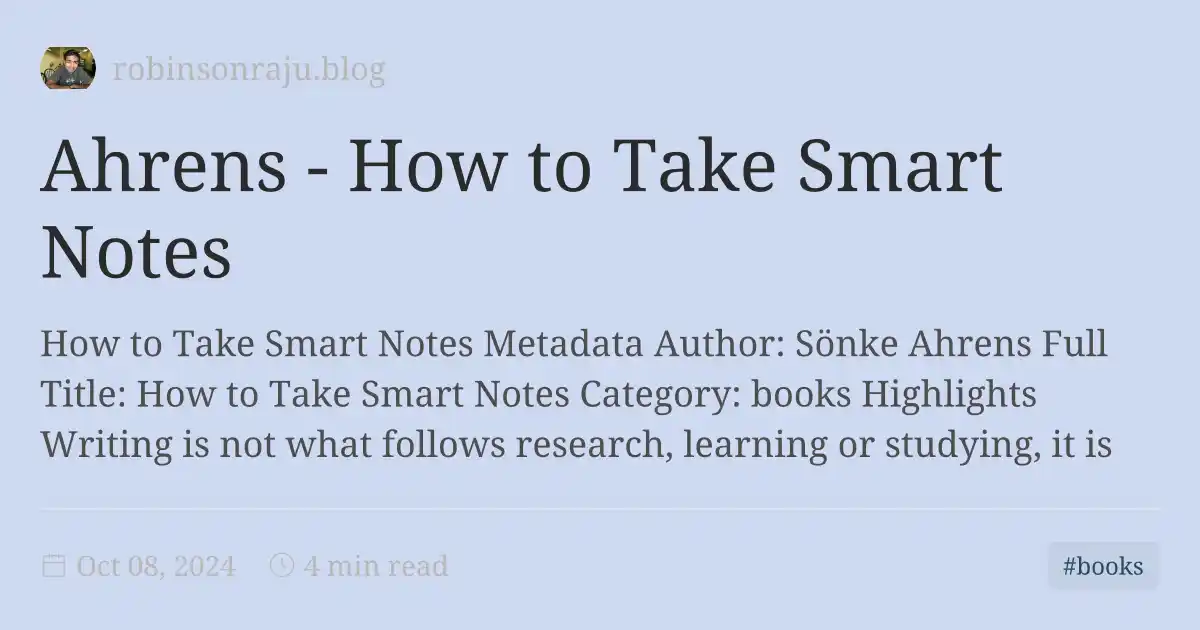 robinsonraju.blog
Ahrens - How to Take Smart
Notes
How to Take Smart Notes Metadata Author: Sönke Ahrens Full
Title: How to Take Smart Notes Category: books Highlights
Writing is not what follows research, learning or studying, it is
Oct 08, 2024 4 min read #books